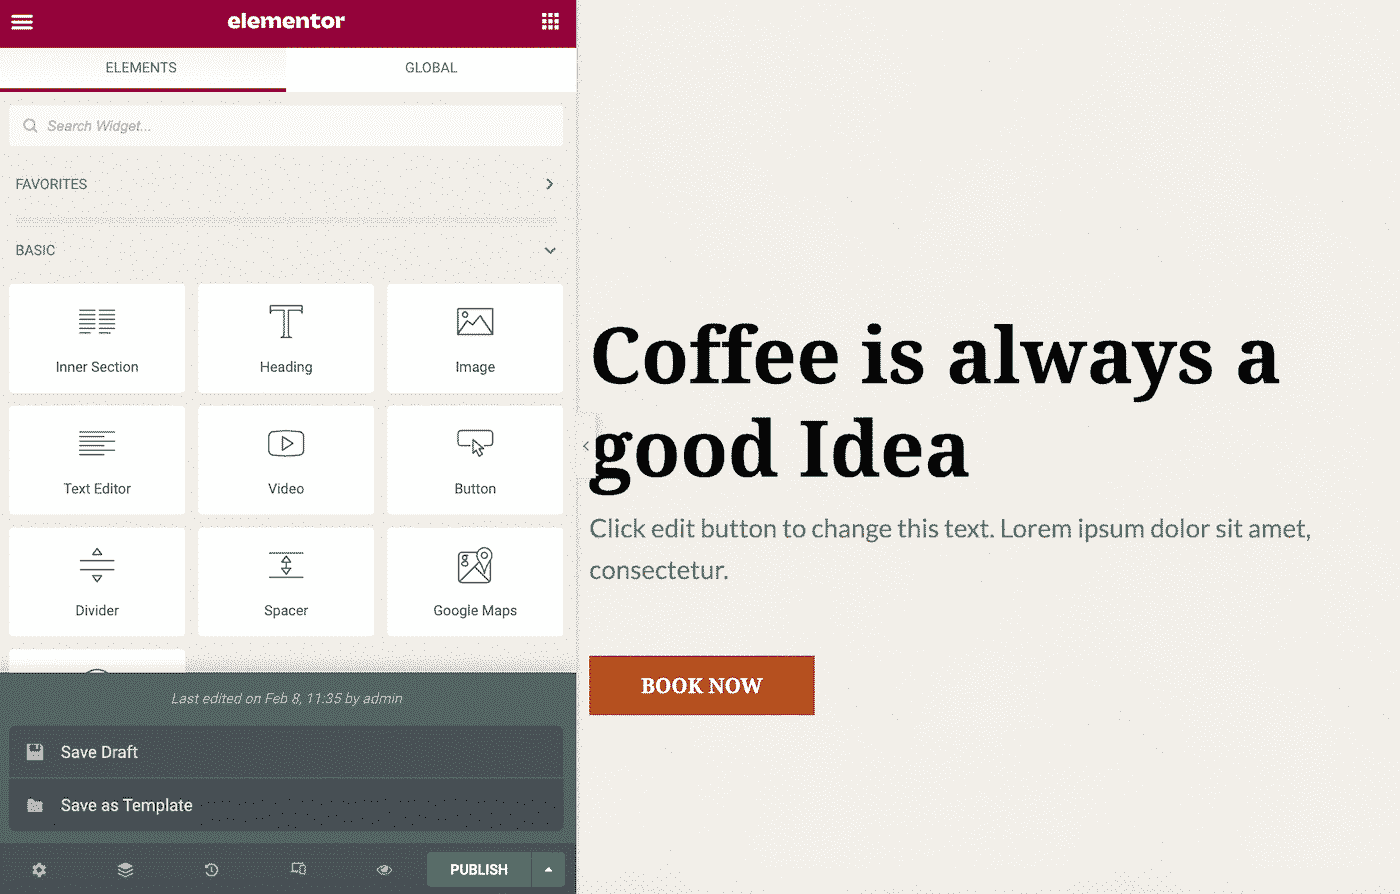 elementor
ELEMENTS
GLOBAL
Search Widget...
FAVORITES
BASIC
Inner Section
Heading
Image
Text Editor
Video
Button
Divider
Spacer
Google Maps
Last edited on Feb 8, 11:35 by admin
Save Draft
Save as Template
PUBLISH
Coffee is always a
good Idea
Click edit button to change this text. Lorem ipsum dolor sit amet,
consectetur.
BOOK NOW